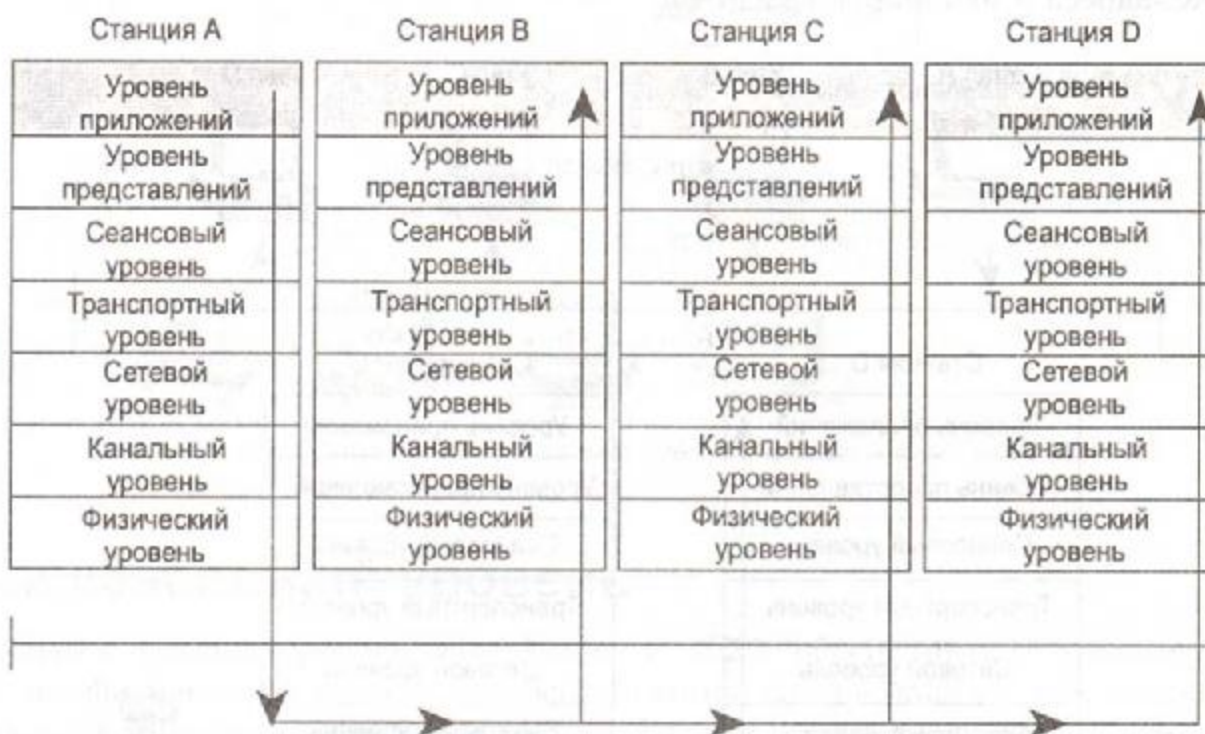 Станция A
Станция B
Станция C
Станция D
Уровень
приложений
Уровень
представлений
Сеансовый
уровень
Транспортный
уровень
Сетевой
уровень
Канальный
уровень
Физический
уровень
Уровень
приложений
Уровень
представлений
Сеансовый
уровень
Транспортный
уровень
Сетевой
уровень
Канальный
уровень
Физический
уровень
Уровень
приложений
Уровень
представлений
Сеансовый
уровень
Транспортный
уровень
Сетевой
уровень
Канальный
уровень
Физический
уровень
Уровень
приложений
Уровень
представлений
Сеансовый
уровень
Транспортный
уровень
Сетевой
уровень
Канальный
уровень
Физический
уровень